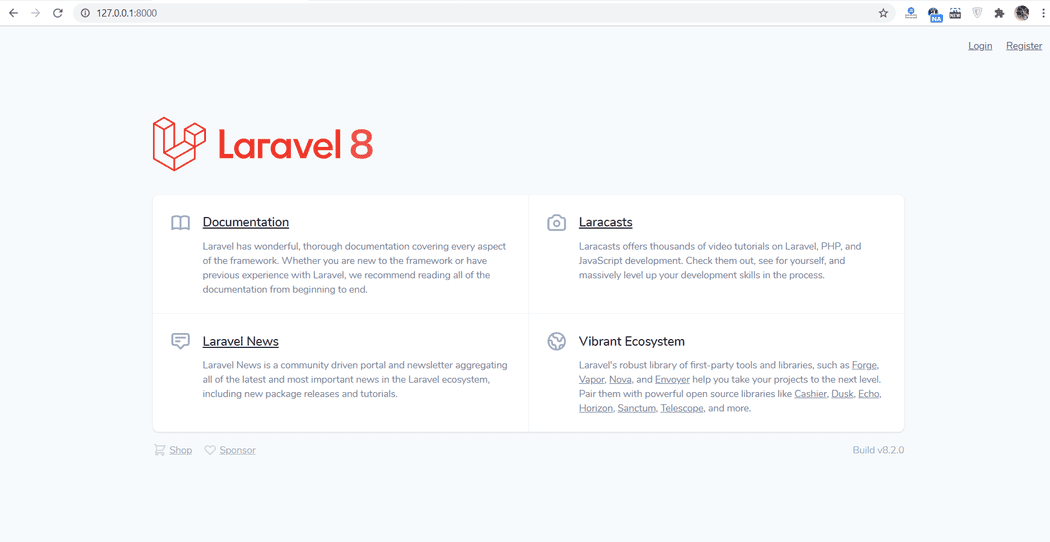 127.0.0.1:8000
NA
NEW
Login Register
Laravel 8
Documentation
Laravel has wonderful, thorough documentation covering every aspect
of the framework. Whether you are new to the framework or have
previous experience with Laravel, we recommend reading all of the
documentation from beginning to end.
Laracasts
Laracasts offers thousands of video tutorials on Laravel, PHP, and
JavaScript development. Check them out, see for yourself, and
massively level up your development skills in the process.
Laravel News
Laravel News is a community driven portal and newsletter aggregating
all of the latest and most important news in the Laravel ecosystem,
including new package releases and tutorials.
Vibrant Ecosystem
Laravel's robust library of first-party tools and libraries, such as Forge,
Vapor, Nova, and Envoyer help you take your projects to the next level.
Pair them with powerful open source libraries like Cashier, Dusk, Echo,
Horizon, Sanctum, Telescope, and more.
Shop Sponsor
Build v8.2.0